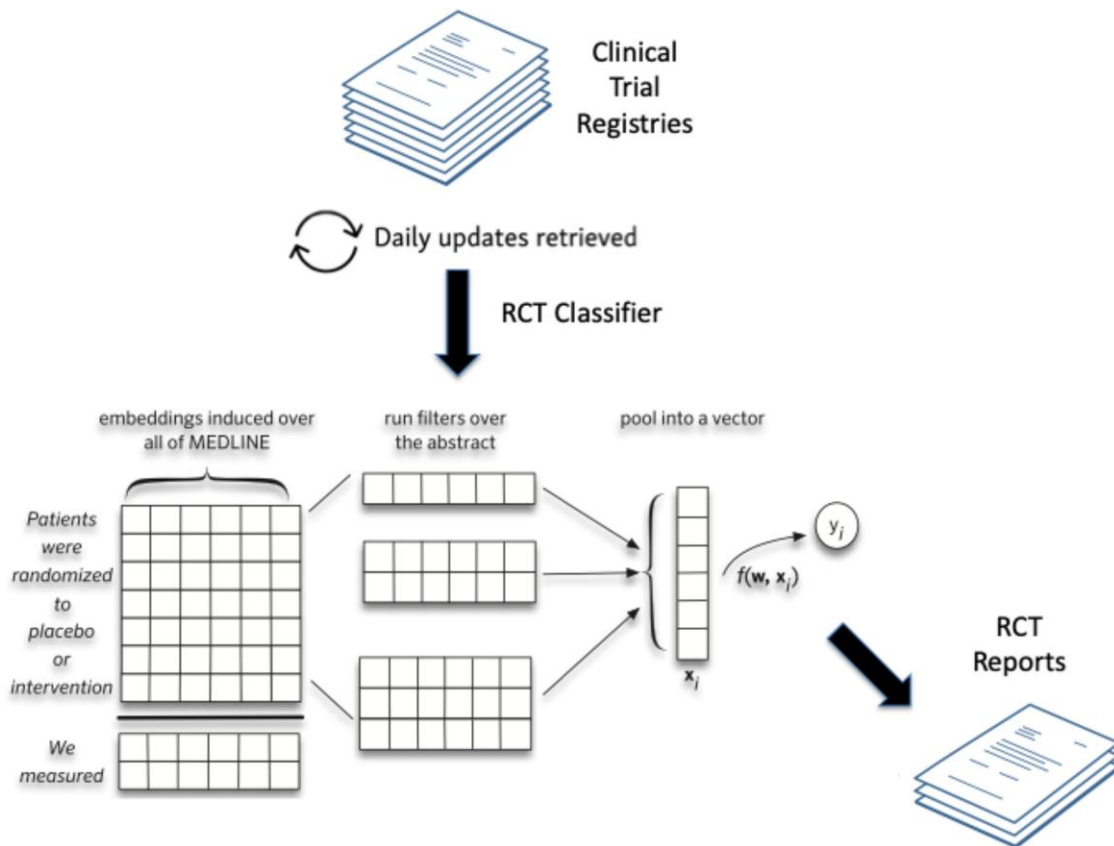 Clinical
Trial
Registries
Daily updates retrieved
RCT Classifier
embeddings induced over
all of MEDLINE
run filters over
the abstract
pool into a vector
Patients
were
randomized
to
placebo
or
intervention
We
measured
x_i
f(w, x_i)
y_i
RCT
Reports